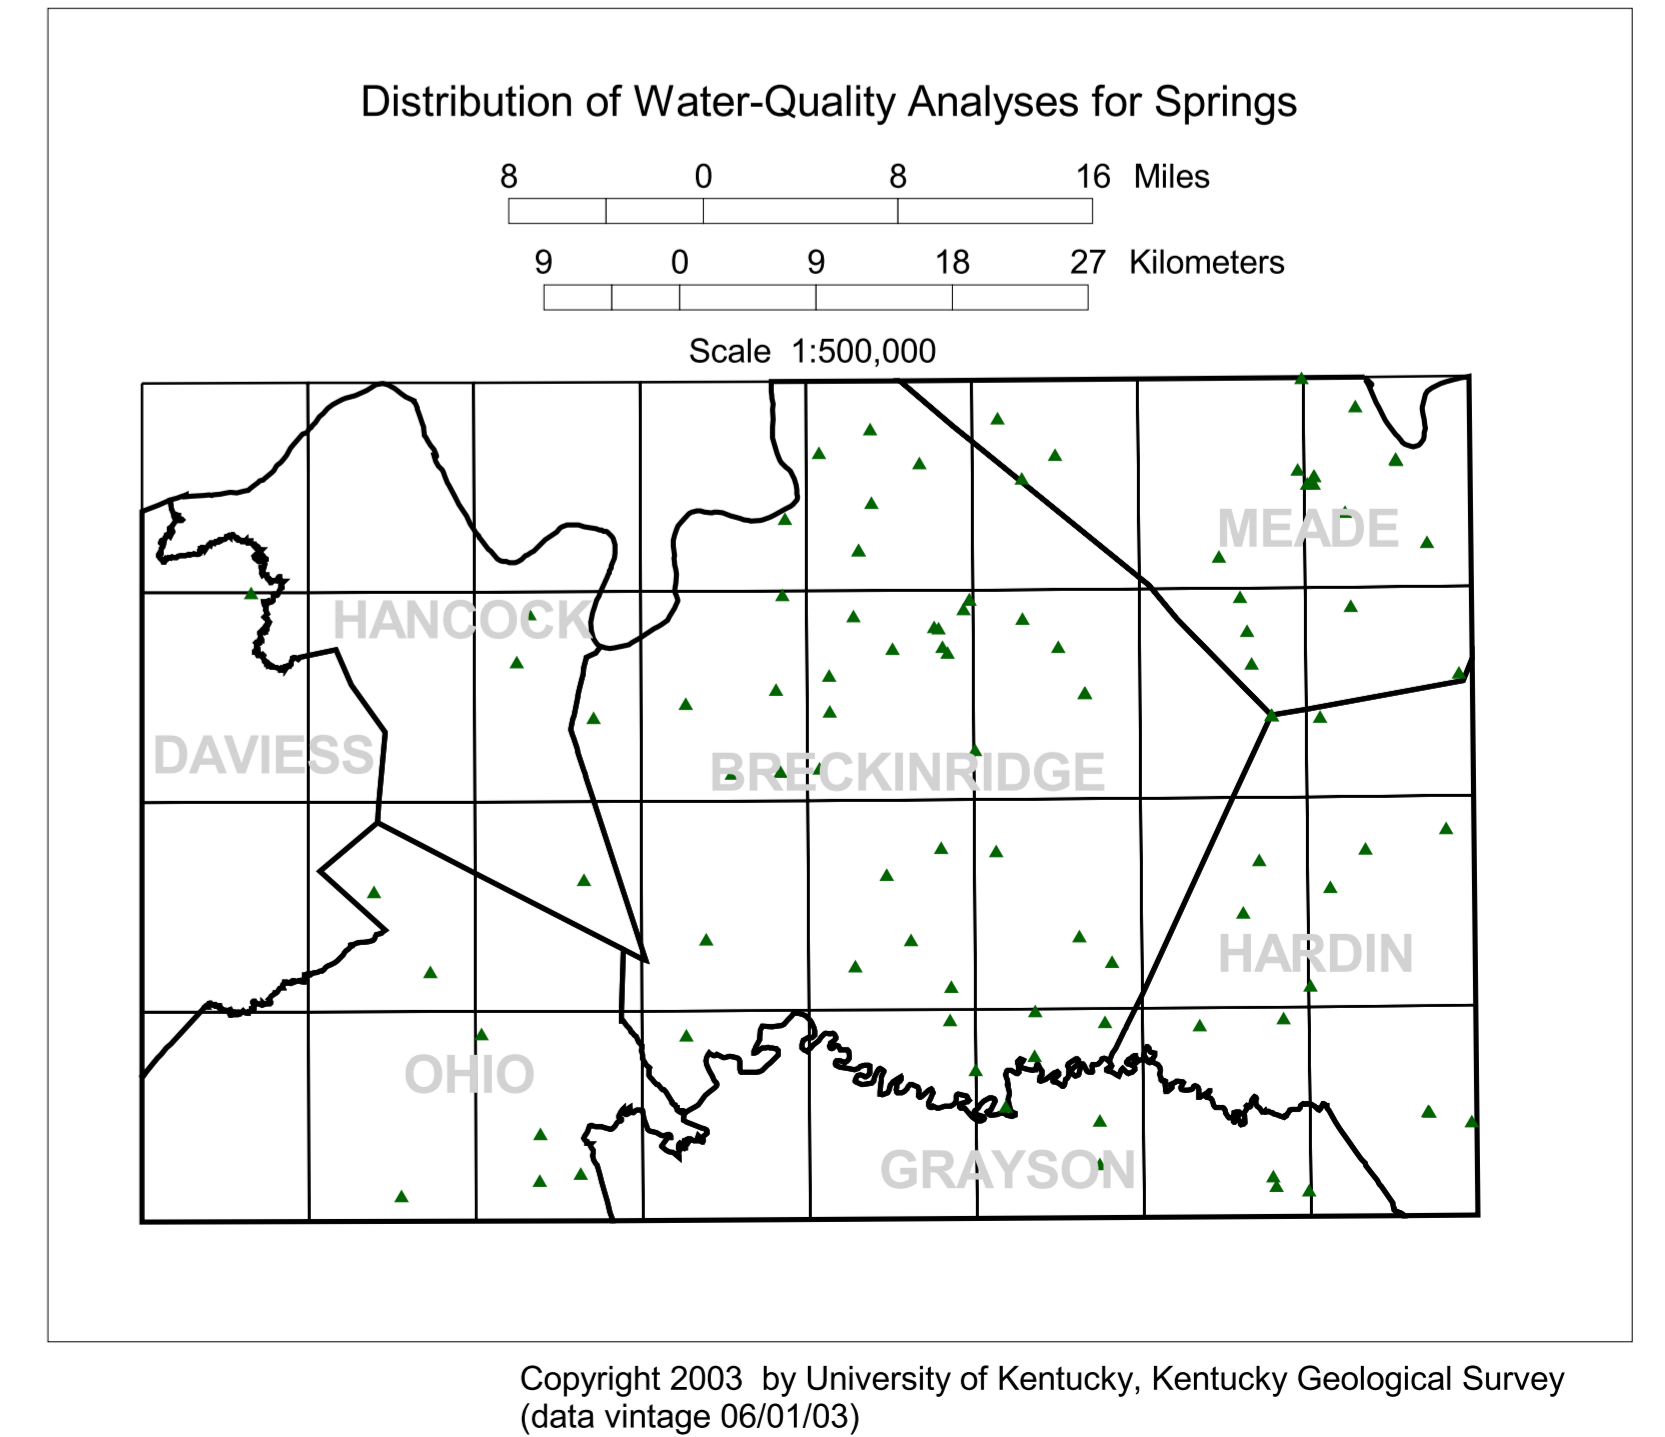 Distribution of Water-Quality Analyses for Springs
8 0 8 16 Miles
9 0 9 18 27 Kilometers
Scale 1:500,000
MEADE
HANCOCK
DAVIESS
BRECKINRIDGE
HARDIN
OHIO
GRAYSON
Copyright 2003 by University of Kentucky, Kentucky Geological Survey
(data vintage 06/01/03)